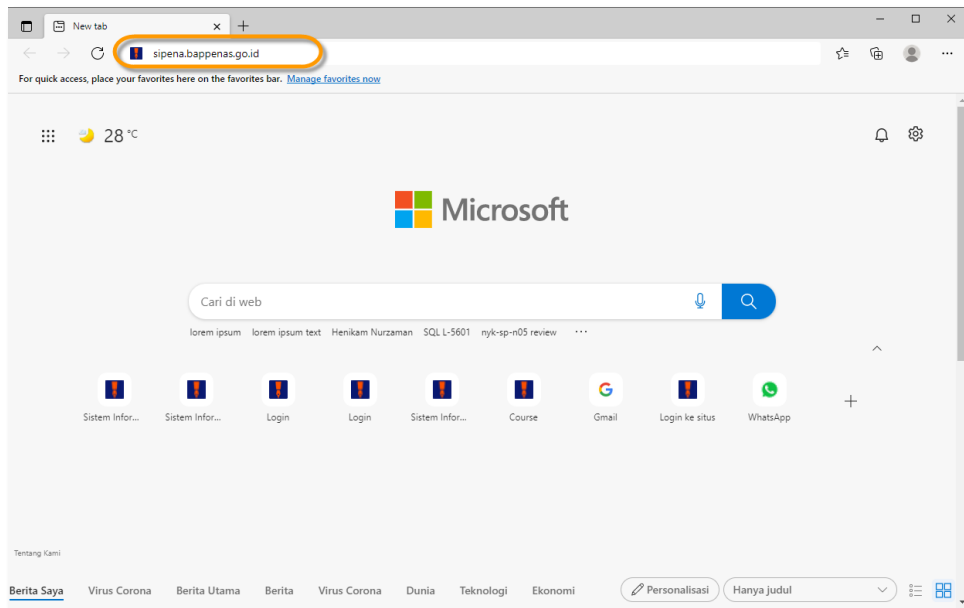 New tab
sipena.bappenas.go.id
For quick access, place your favorites here on the favorites bar. Manage favorites now
28 °C
Microsoft
Cari di web
lorem ipsum lorem ipsum text Henikam Nurzaman SQL L-5601 nyk-sp-n05 review ...
Sistem Infor... Sistem Infor... Login Login Sistem Infor... Course Gmail Login ke situs WhatsApp
Tentang Kami
Berita Saya Virus Corona Berita Utama Berita Virus Corona Dunia Teknologi Ekonomi Personalisasi Hanya judul